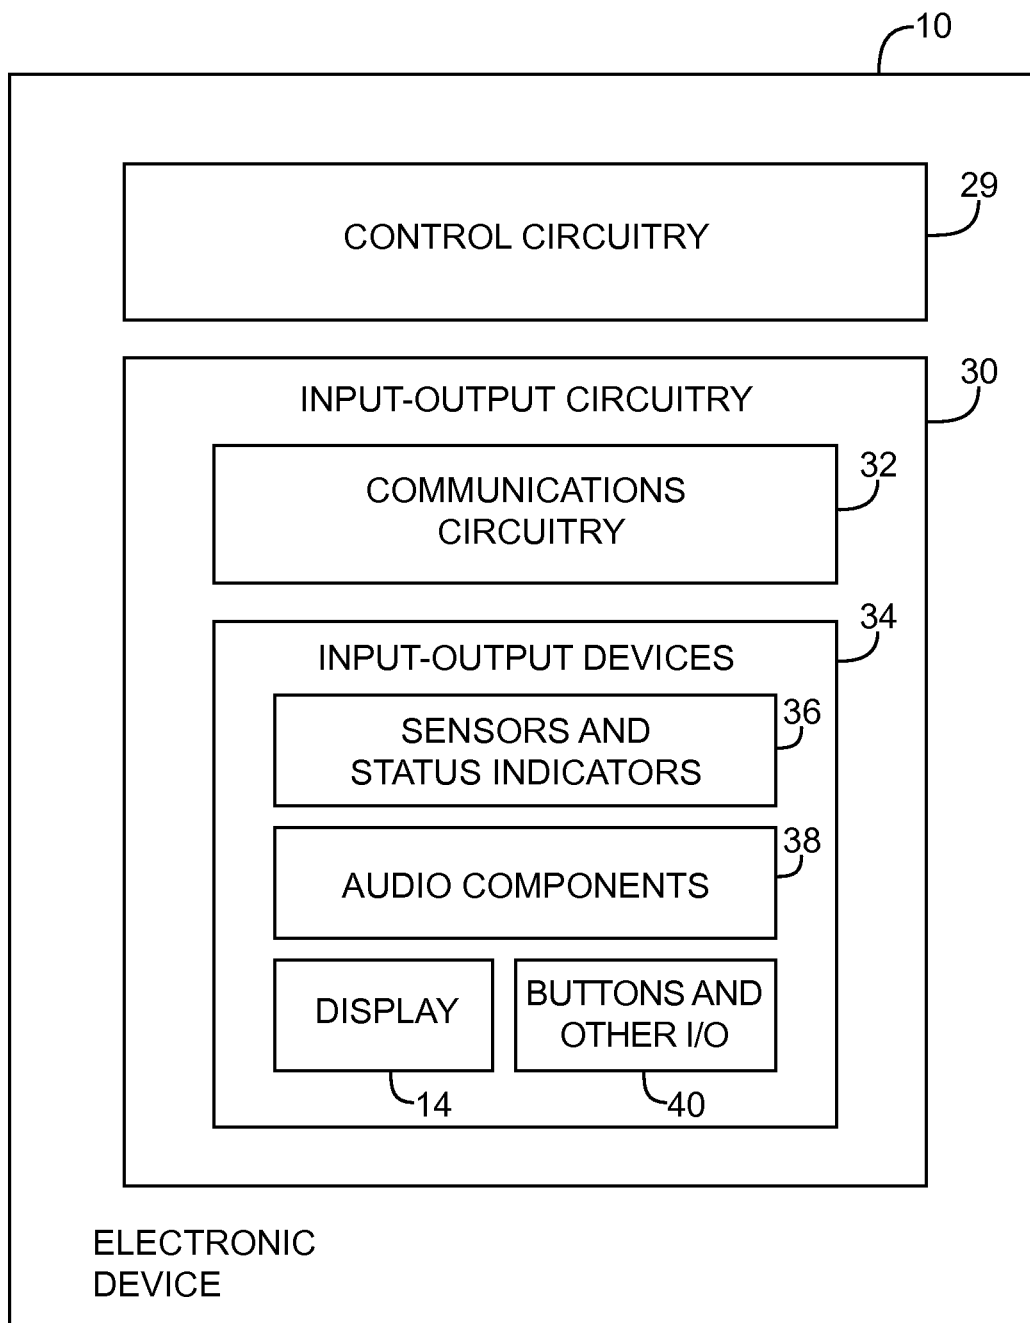 10
CONTROL CIRCUITRY
29
INPUT-OUTPUT CIRCUITRY
30
COMMUNICATIONS
CIRCUITRY
32
INPUT-OUTPUT DEVICES
34
SENSORS AND
STATUS INDICATORS
36
AUDIO COMPONENTS
38
DISPLAY
14
BUTTONS AND
OTHER I/O
40
ELECTRONIC
DEVICE